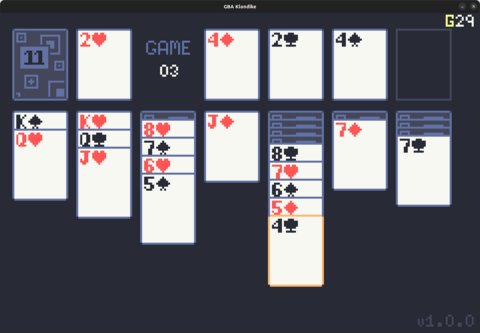 GBA Klondike
G29
11
2♥
GAME
03
4♦
2♣
4♠
K♠
Q♥
K♥
Q♣
J♥
8♥
7♠
6♥
5♠
J♦
8♣
7♥
6♠
5♦
4♣
7♦
7♣
v1.0.0